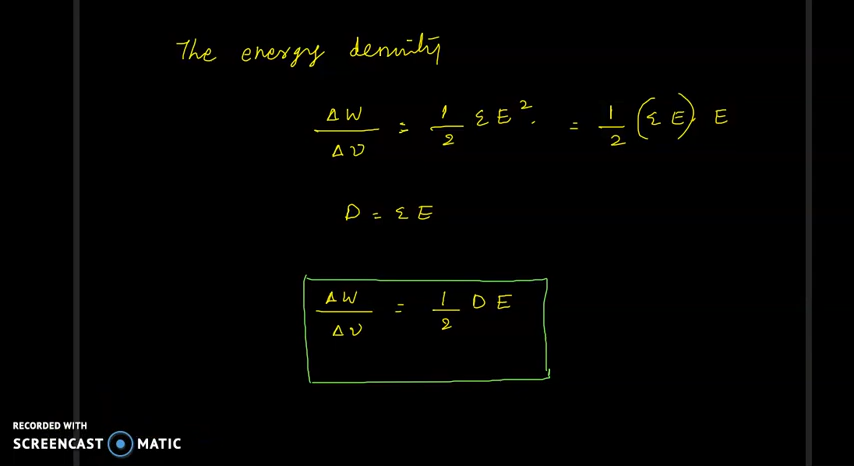 The energy density
ΔW/Δv = 1/2 ε E² . = 1/2 (ε E) E
D = ε E
ΔW/Δv = 1/2 D E
RECORDED WITH
SCREENCAST MATIC